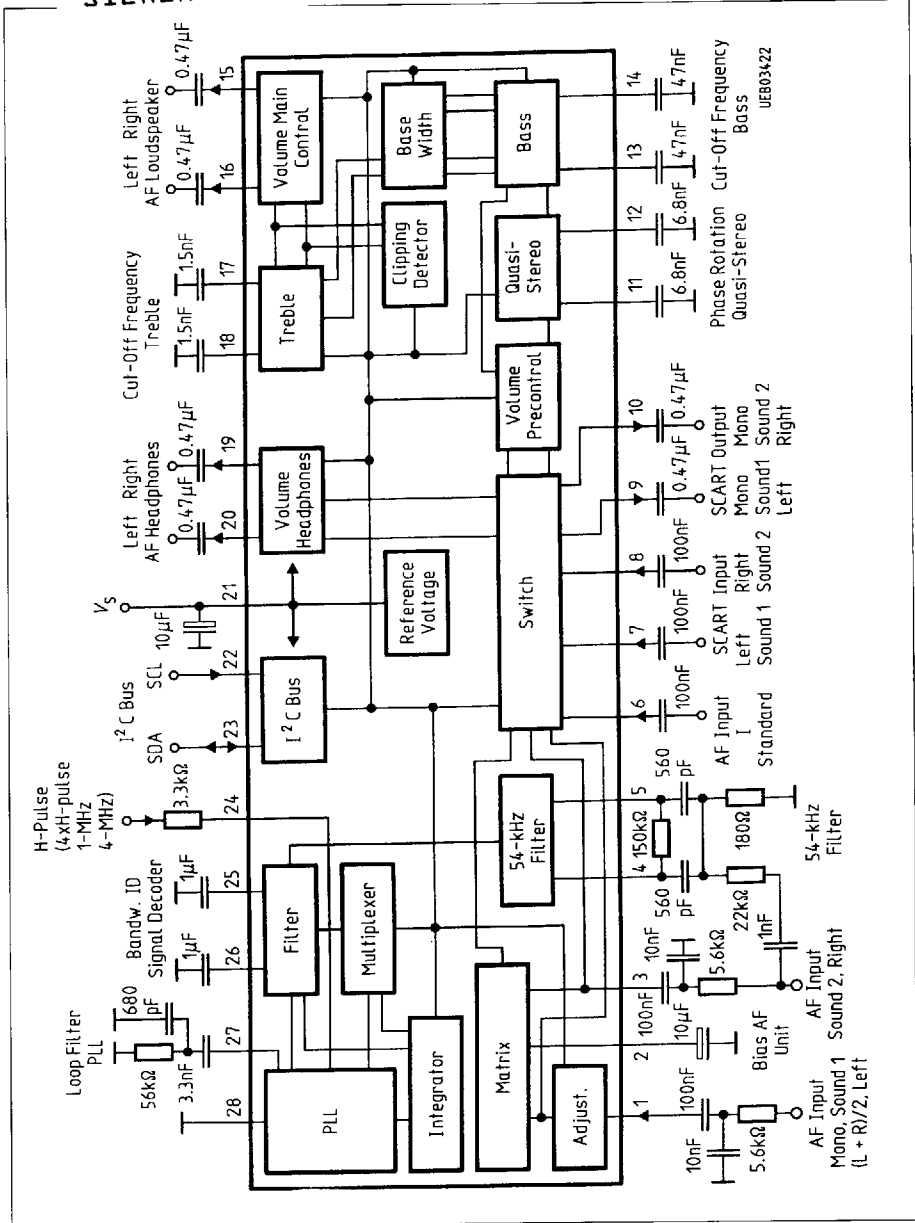 Loop Filter
PLL
56kΩ
680
pF
3.3nF
28
27
Bandw. ID
Signal Decoder
1µF
1µF
26
25
H-Pulse
(4xH-pulse
1-MHz
4-MHz)
3.3kΩ
24
I²C Bus
SDA
SCL
23
22
VS
10µF
21
Left Right
AF Headphones
0.47µF
0.47µF
20
19
Cut-Off Frequency
Treble
1.5nF
1.5nF
18
17
Left Right
AF Loudspeaker
0.47µF
0.47µF
16
15
PLL
Filter
Multiplexer
Integrator
I²C Bus
Reference
Voltage
Volume
Headphones
Treble
Volume Main
Control
Clipping
Detector
Base
Width
Matrix
Adjust.
54-kHz
Filter
Switch
Volume
Precontrol
Quasi-
Stereo
Bass
1
100nF
10nF
5.6kΩ
AF Input
Mono, Sound 1
(L + R)/2, Left
2
10µF
Bias AF
Unit
3
100nF
10nF
5.6kΩ
1nF
AF Input
Sound 2, Right
4
150kΩ
5
560
pF
560
pF
22kΩ
180Ω
54-kHz
Filter
6
100nF
AF Input
I
Standard
7
100nF
8
100nF
SCART Input
Left Right
Sound 1 Sound 2
9
0.47µF
10
0.47µF
SCART Output
Mono Mono
Sound1 Sound 2
Left Right
11
6.8nF
12
6.8nF
Phase Rotation
Quasi-Stereo
13
47nF
14
47nF
Cut-Off Frequency
Bass
UEB03422